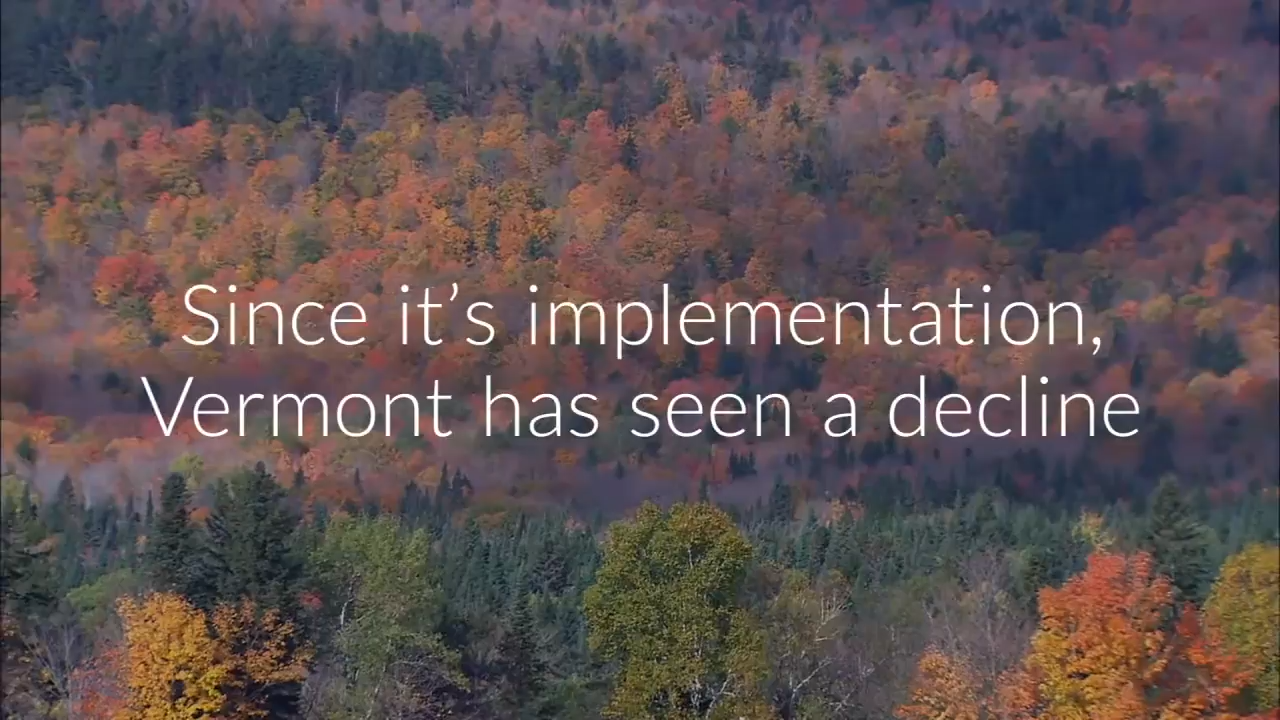 Since it’s implementation,
Vermont has seen a decline